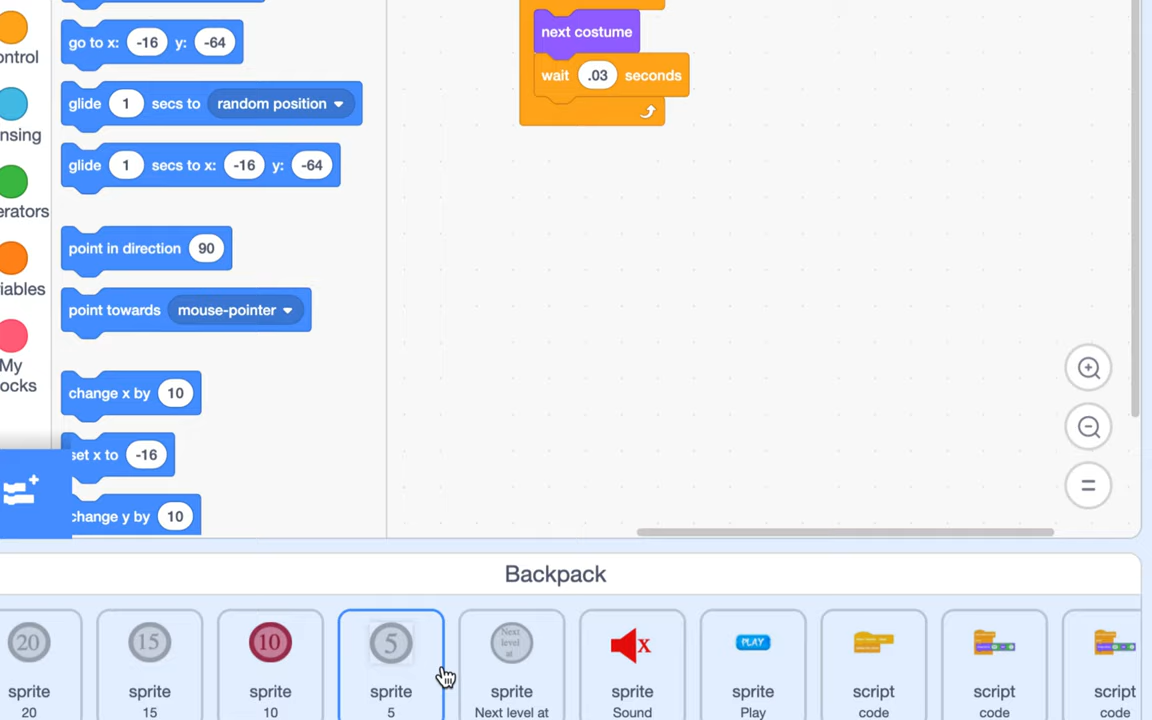 go to x: -16 y: -64
glide 1 secs to random position
glide 1 secs to x: -16 y: -64
point in direction 90
point towards mouse-pointer
change x by 10
set x to -16
change y by 10
ontrol
nsing
erators
iables
My
ocks
next costume
wait .03 seconds
Backpack
20
sprite
20
15
sprite
15
10
sprite
10
5
sprite
5
Next
level
at
sprite
Next level at
x
sprite
Sound
PLAY
sprite
Play
script
code
script
code
script
code